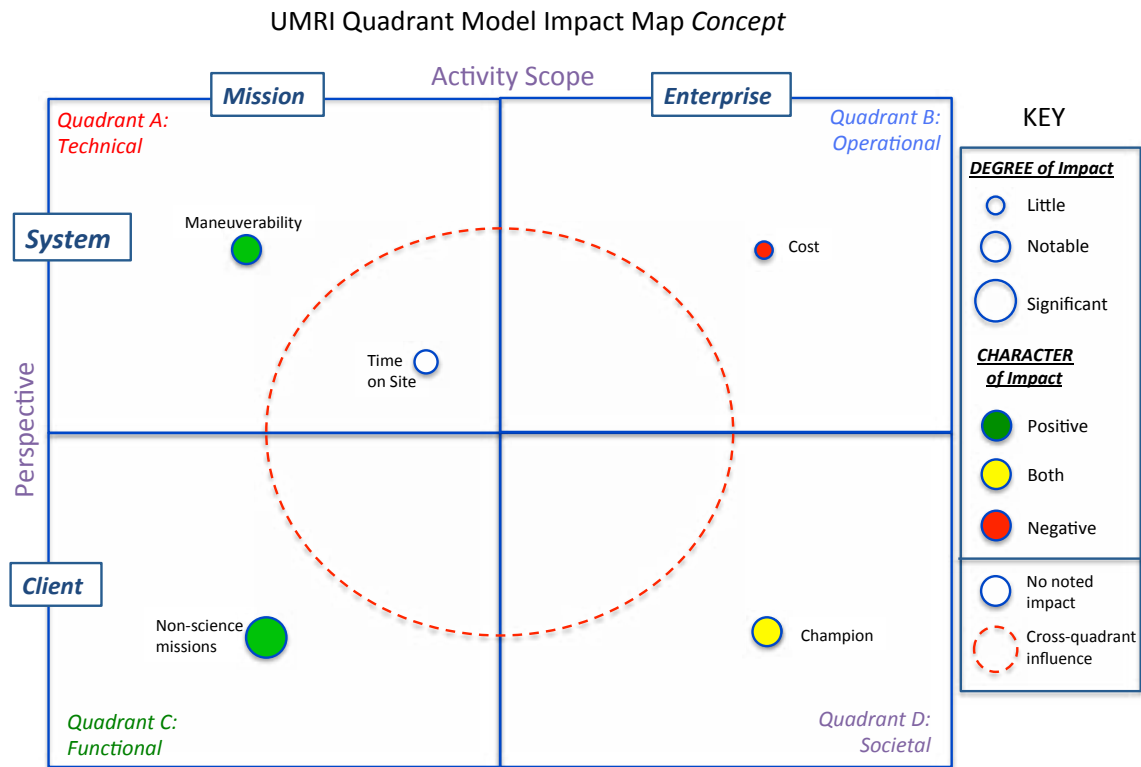 UMRI Quadrant Model Impact Map Concept
Activity Scope
Mission
Enterprise
Quadrant A:
Technical
Quadrant B:
Operational
System
Perspective
Client
Maneuverability
Cost
Time
on Site
Non-science
missions
Champion
Quadrant C:
Functional
Quadrant D:
Societal
KEY
DEGREE of Impact
Little
Notable
Significant
CHARACTER
of Impact
Positive
Both
Negative
No noted
impact
Cross-quadrant
influence